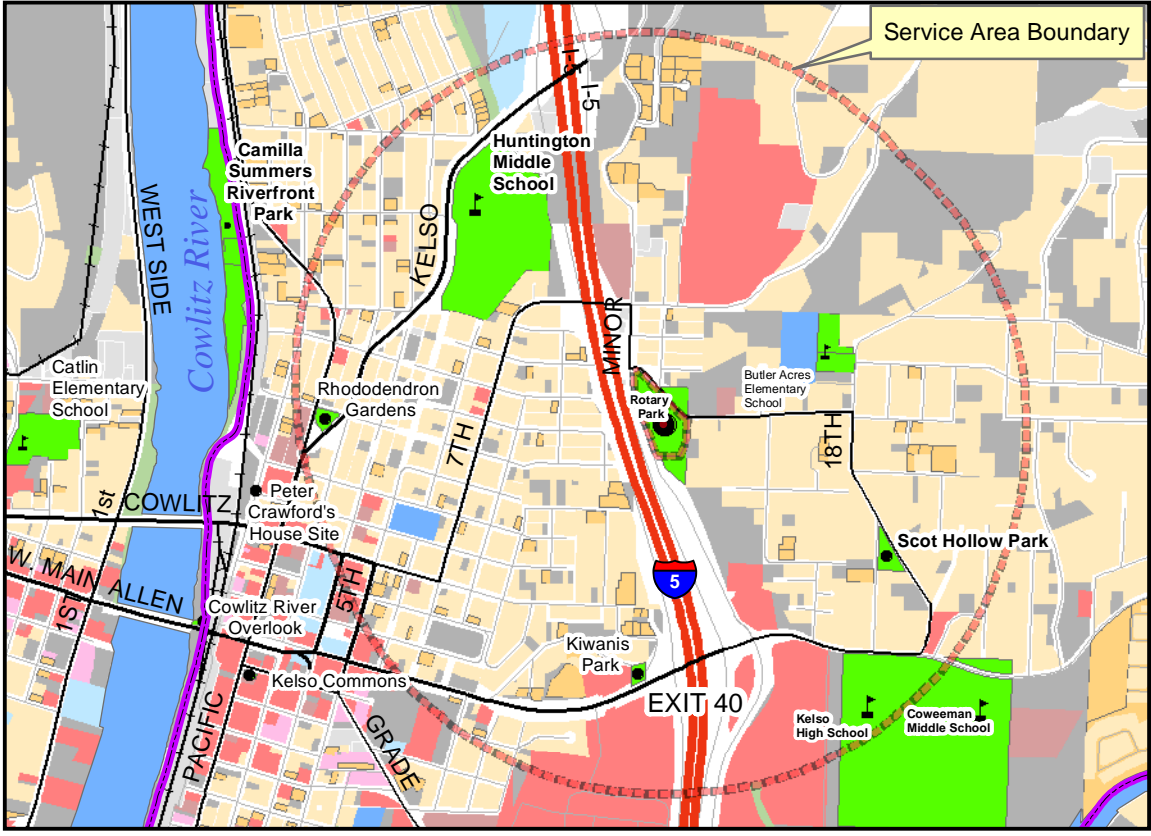 Service Area Boundary
I-5
I-5
Huntington
Middle
School
Camilla
Summers
Riverfront
Park
WEST SIDE
Cowlitz River
KELSO
MINOR
Catlin
Elementary
School
Rhododendron
Gardens
Rotary
Park
Butler Acres
Elementary
School
7TH
18TH
1st
COWLITZ
Peter
Crawford's
House Site
Scot Hollow Park
W. MAIN
ALLEN
5TH
5
1ST
Cowlitz River
Overlook
Kiwanis
Park
Kelso Commons
EXIT 40
PACIFIC
GRADE
Kelso
High School
Coweeman
Middle School